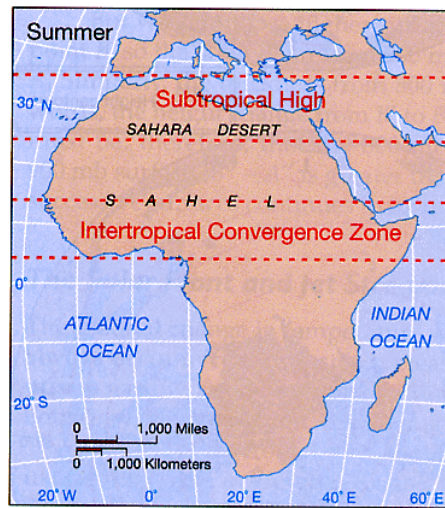 Summer
Subtropical High
30° N
SAHARA DESERT
S A H E L
Intertropical Convergence Zone
0°
ATLANTIC
OCEAN
INDIAN
OCEAN
20° S
0 1,000 Miles
0 1,000 Kilometers
20° W 0° 20° E 40° E 60° E